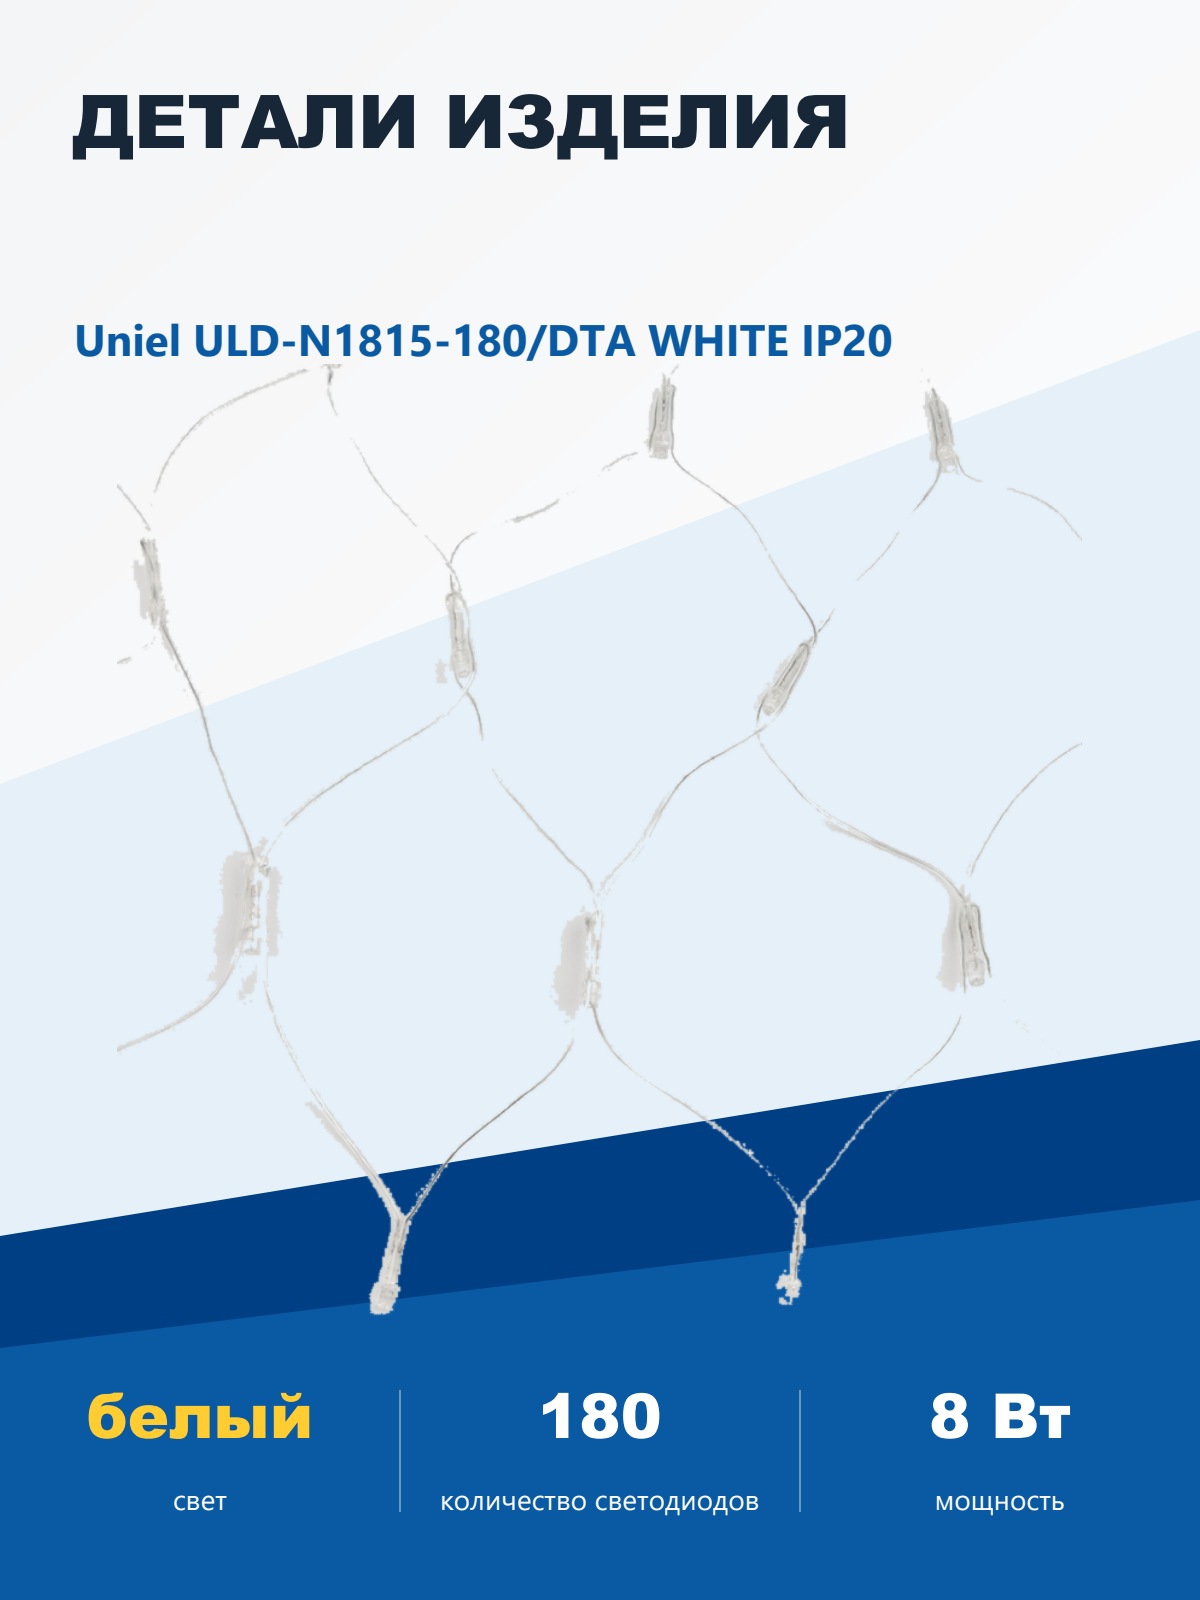 ДЕТАЛИ ИЗДЕЛИЯ
Uniel ULD-N1815-180/DTA WHITE IP20
белый
свет
180
количество светодиодов
8 Вт
мощность